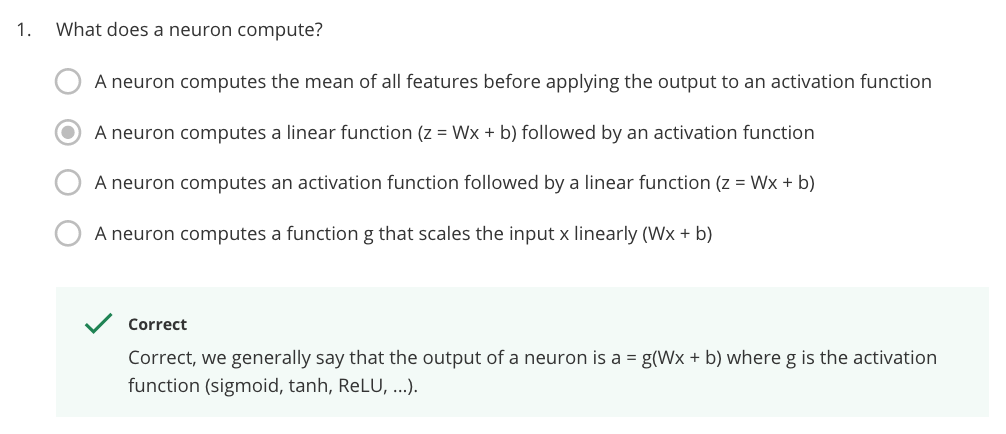 1. What does a neuron compute?
A neuron computes the mean of all features before applying the output to an activation function
A neuron computes a linear function (z = Wx + b) followed by an activation function
A neuron computes an activation function followed by a linear function (z = Wx + b)
A neuron computes a function g that scales the input x linearly (Wx + b)
Correct
Correct, we generally say that the output of a neuron is a = g(Wx + b) where g is the activation
function (sigmoid, tanh, ReLU, ...).